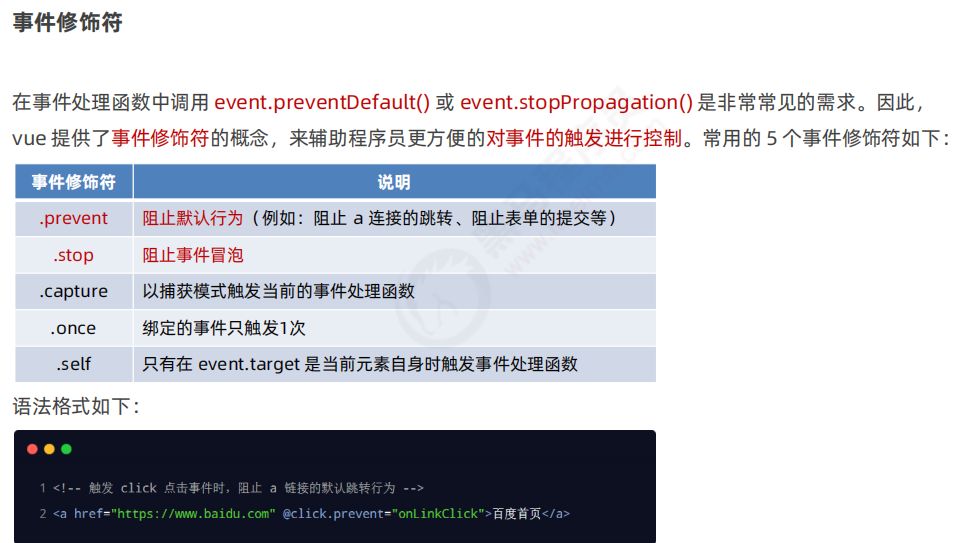 事件修饰符
在事件处理函数中调用 event.preventDefault() 或 event.stopPropagation() 是非常常见的需求。因此，
vue 提供了事件修饰符的概念，来辅助程序员更方便的对事件的触发进行控制。常用的 5 个事件修饰符如下：
事件修饰符 说明
.prevent 阻止默认行为（例如：阻止 a 连接的跳转、阻止表单的提交等）
.stop 阻止事件冒泡
.capture 以捕获模式触发当前的事件处理函数
.once 绑定的事件只触发1次
.self 只有在 event.target 是当前元素自身时触发事件处理函数
语法格式如下：
1 <!-- 触发 click 点击事件时，阻止 a 链接的默认跳转行为 -->
2 <a href="https://www.baidu.com" @click.prevent="onLinkClick">百度首页</a>